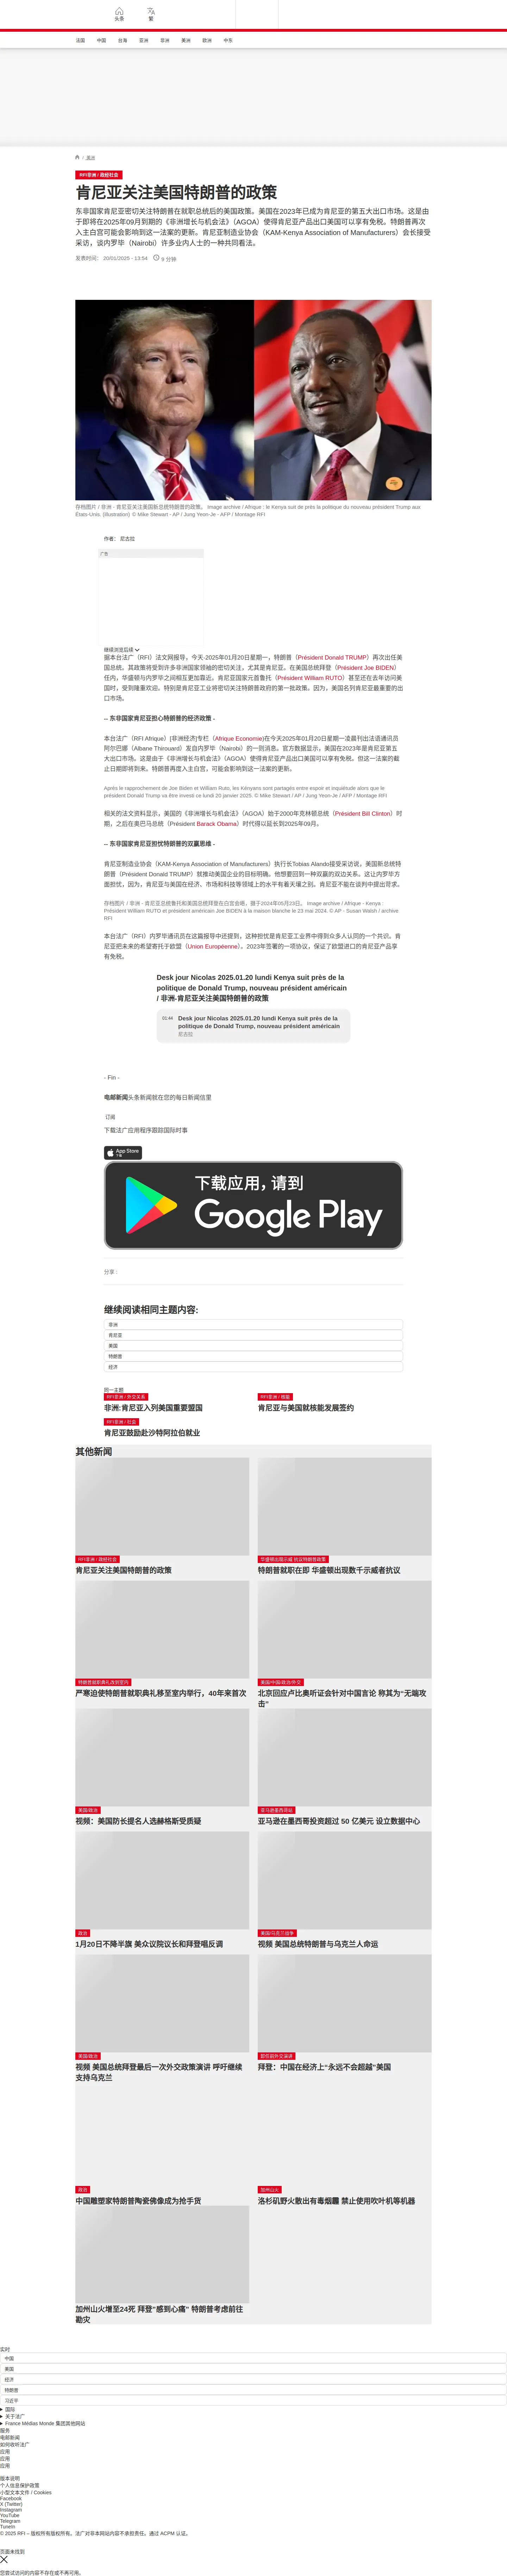 头条
繁
法国
中国
台海
亚洲
非洲
美洲
欧洲
中东
/ 非洲
RFI非洲 / 政经社会
肯尼亚关注美国特朗普的政策
东非国家肯尼亚密切关注特朗普在就职总统后的美国政策。美国在2023年已成为肯尼亚的第五大出口市场。这是由
于即将在2025年09月到期的《非洲增长与机会法》（AGOA）使得肯尼亚产品出口美国可以享有免税。特朗普再次
入主白宫可能会影响到这一法案的更新。肯尼亚制造业协会（KAM-Kenya Association of Manufacturers）会长接受
采访，谈内罗毕（Nairobi）许多业内人士的一种共同看法。
发表时间： 20/01/2025 - 13:54
9 分钟
存档图片 / 非洲 - 肯尼亚关注美国新总统特朗普的政策。 Image archive / Afrique : le Kenya suit de près la politique du nouveau président Trump aux
États-Unis. (Illustration) © Mike Stewart - AP / Jung Yeon-Je - AFP / Montage RFI
作者： 尼古拉
广告
继续浏览后续
据本台法广（RFI）法文网报导，今天-2025年01月20日星期一，特朗普（Président Donald TRUMP）再次出任美
国总统。其政策将受到许多非洲国家领袖的密切关注，尤其是肯尼亚。在美国总统拜登（Président Joe BIDEN）
任内，华盛顿与内罗毕之间相互更加靠近。肯尼亚国家元首鲁托（Président William RUTO）甚至还在去年访问美
国时，受到隆重欢迎。特别是肯尼亚工业将密切关注特朗普政府的第一批政策。因为，美国名列肯尼亚最重要的出
口市场。
-- 东非国家肯尼亚担心特朗普的经济政策 -
本台法广（RFI Afrique）[非洲经济]专栏（Afrique Economie)在今天2025年01月20日星期一凌晨刊出法语通讯员
阿尔巴娜（Albane Thirouard）发自内罗毕（Nairobi）的一则消息。官方数据显示，美国在2023年是肯尼亚第五
大出口市场。这是由于《非洲增长与机会法》（AGOA）使得肯尼亚产品出口美国可以享有免税。但这一法案的截
止日期即将到来。特朗普再度入主白宫，可能会影响到这一法案的更新。
Après le rapprochement de Joe Biden et William Ruto, les Kényans sont partagés entre espoir et inquiétude alors que le
président Donald Trump va être investi ce lundi 20 janvier 2025. © Mike Stewart / AP / Jung Yeon-Je / AFP / Montage RFI
相关的法文资料显示，美国的《非洲增长与机会法》（AGOA）始于2000年克林顿总统（Président Bill Clinton）时
期，之后在奥巴马总统（Président Barack Obama）时代得以延长到2025年09月。
-- 东非国家肯尼亚担忧特朗普的双赢思维 -
肯尼亚制造业协会（KAM-Kenya Association of Manufacturers）执行长Tobias Alando接受采访说，美国新总统特
朗普（Président Donald TRUMP）犹推动美国企业的目标明确。他想要回到一种双赢的双边关系。这让内罗毕方
面担忧，因为，肯尼亚与美国在经济、市场和科技等领域上的水平有着天壤之别。肯尼亚不能在谈判中提出苛求。
存档图片 / 非洲 - 肯尼亚总统鲁托和美国总统拜登在白宫会晤，摄于2024年05月23日。 Image archive / Afrique - Kenya :
Président William RUTO et président américain Joe BIDEN à la maison blanche le 23 mai 2024. © AP - Susan Walsh / archive
RFI
本台法广（RFI）内罗毕通讯员在这篇报导中还提到，这种担忧是肯尼亚工业界中得到众多人认同的一个共识。肯
尼亚把未来的希望寄托于欧盟（Union Européenne）。2023年签署的一项协议，保证了欧盟进口的肯尼亚产品享
有免税。
Desk jour Nicolas 2025.01.20 lundi Kenya suit près de la
politique de Donald Trump, nouveau président américain
/ 非洲-肯尼亚关注美国特朗普的政策
01:44
Desk jour Nicolas 2025.01.20 lundi Kenya suit près de la
politique de Donald Trump, nouveau président américain
尼古拉
- Fin -
电邮新闻头条新闻就在您的每日新闻信里
订阅
下载法广应用程序跟踪国际时事
App Store
下载
下载应用，请到
Google Play
分享 :
继续阅读相同主题内容:
非洲
肯尼亚
美国
特朗普
经济
同一主题
RFI非洲 / 外交关系
非洲:肯尼亚入列美国重要盟国
RFI非洲 / 核能
肯尼亚与美国就核能发展签约
RFI非洲 / 社会
肯尼亚鼓励赴沙特阿拉伯就业
其他新闻
RFI非洲 / 政经社会
肯尼亚关注美国特朗普的政策
华盛顿出现示威 抗议特朗普政策
特朗普就职在即 华盛顿出现数千示威者抗议
特朗普就职典礼改到室内
严寒迫使特朗普就职典礼移至室内举行，40年来首次
美国/中国/政治/外交
北京回应卢比奥听证会针对中国言论 称其为“无端攻
击”
美国/政治
视频：美国防长提名人选赫格斯受质疑
亚马逊墨西哥站
亚马逊在墨西哥投资超过 50 亿美元 设立数据中心
政治
1月20日不降半旗 美众议院议长和拜登唱反调
美国/乌克兰战争
视频 美国总统特朗普与乌克兰人命运
美国/政治
视频 美国总统拜登最后一次外交政策演讲 呼吁继续
支持乌克兰
卸任前外交演讲
拜登：中国在经济上“永远不会超越”美国
政治
中国雕塑家特朗普陶瓷佛像成为抢手货
加州山火
洛杉矶野火散出有毒烟霾 禁止使用吹叶机等机器
加州山火增至24死 拜登"感到心痛" 特朗普考虑前往
勘灾
实时
中国
美国
经济
特朗普
习近平
国际
关于法广
France Médias Monde 集团其他网站
服务
电邮新闻
如何收听法广
应用
应用
应用
版本说明
个人信息保护政策
小型文本文件 / Cookies
Facebook
X (Twitter)
Instagram
YouTube
Telegram
TuneIn
© 2025 RFI – 版权所有版权所有。法广对非本网站内容不承担责任。通过 ACPM 认证。
页面未找到
您尝试访问的内容不存在或不再可用。